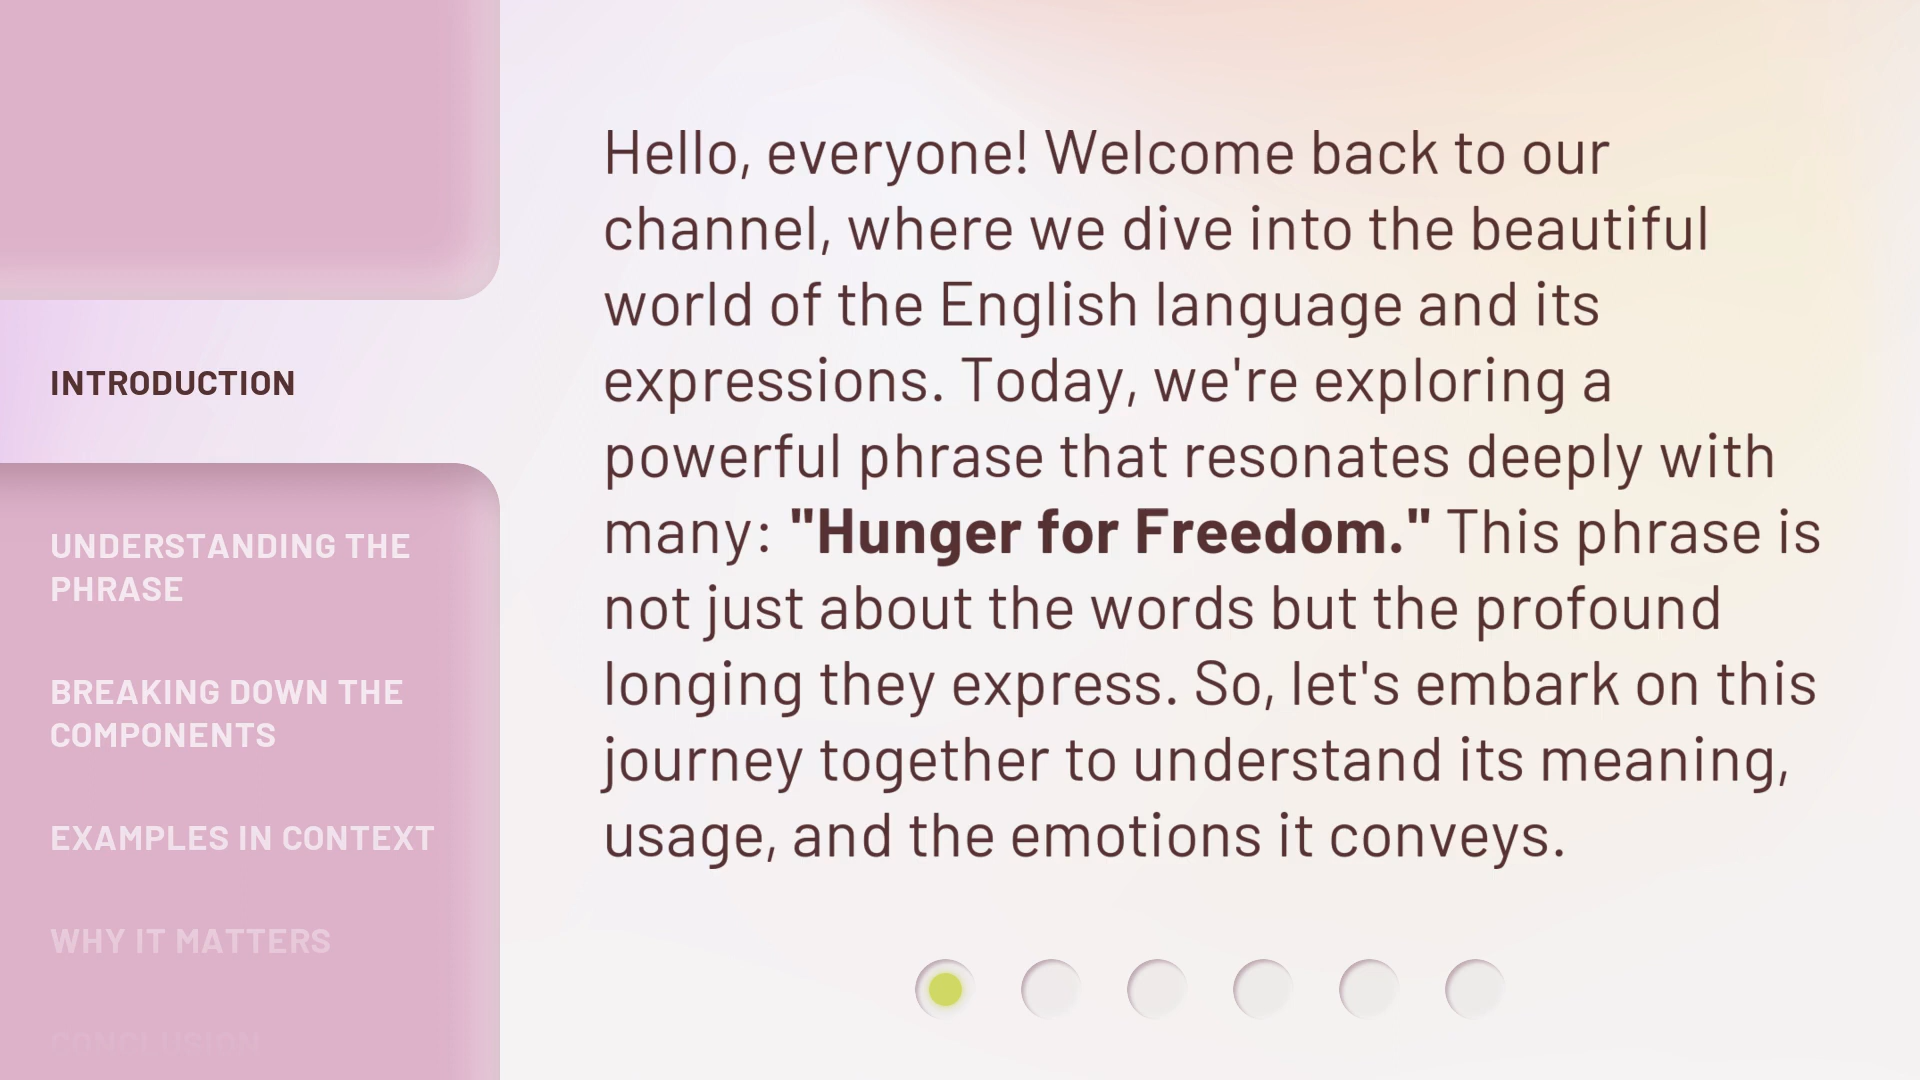 INTRODUCTION
UNDERSTANDING THE
PHRASE
BREAKING DOWN THE
COMPONENTS
EXAMPLES IN CONTEXT
WHY IT MATTERS
CONCLUSION
Hello, everyone! Welcome back to our
channel, where we dive into the beautiful
world of the English language and its
expressions. Today, we're exploring a
powerful phrase that resonates deeply with
many: "Hunger for Freedom." This phrase is
not just about the words but the profound
longing they express. So, let's embark on this
journey together to understand its meaning,
usage, and the emotions it conveys.